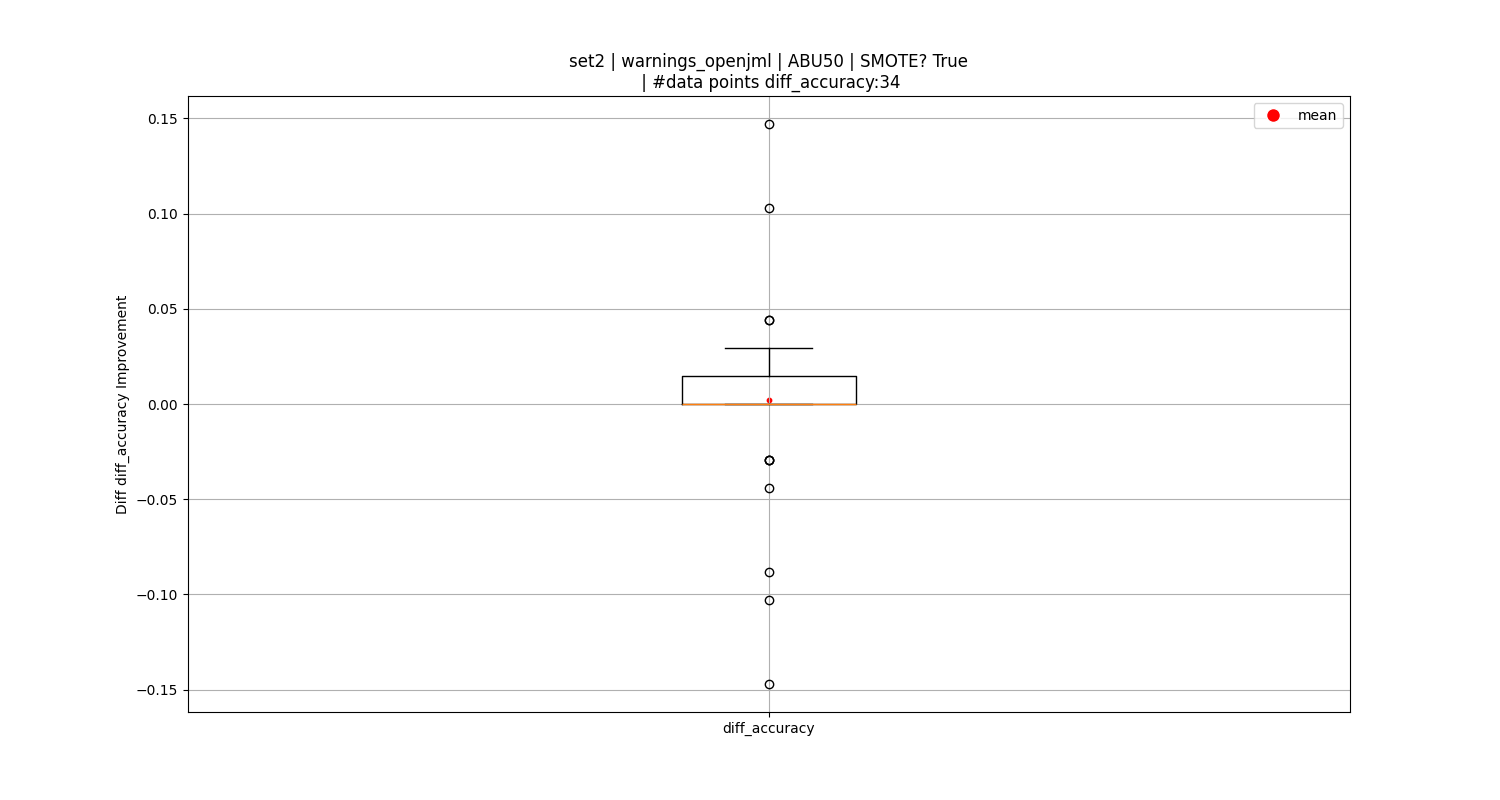 set2 | warnings_openjml | ABU50 | SMOTE? True
| #data points diff_accuracy:34
mean
0.15
0.10
0.05
0.00
−0.05
−0.10
−0.15
Diff diff_accuracy Improvement
diff_accuracy